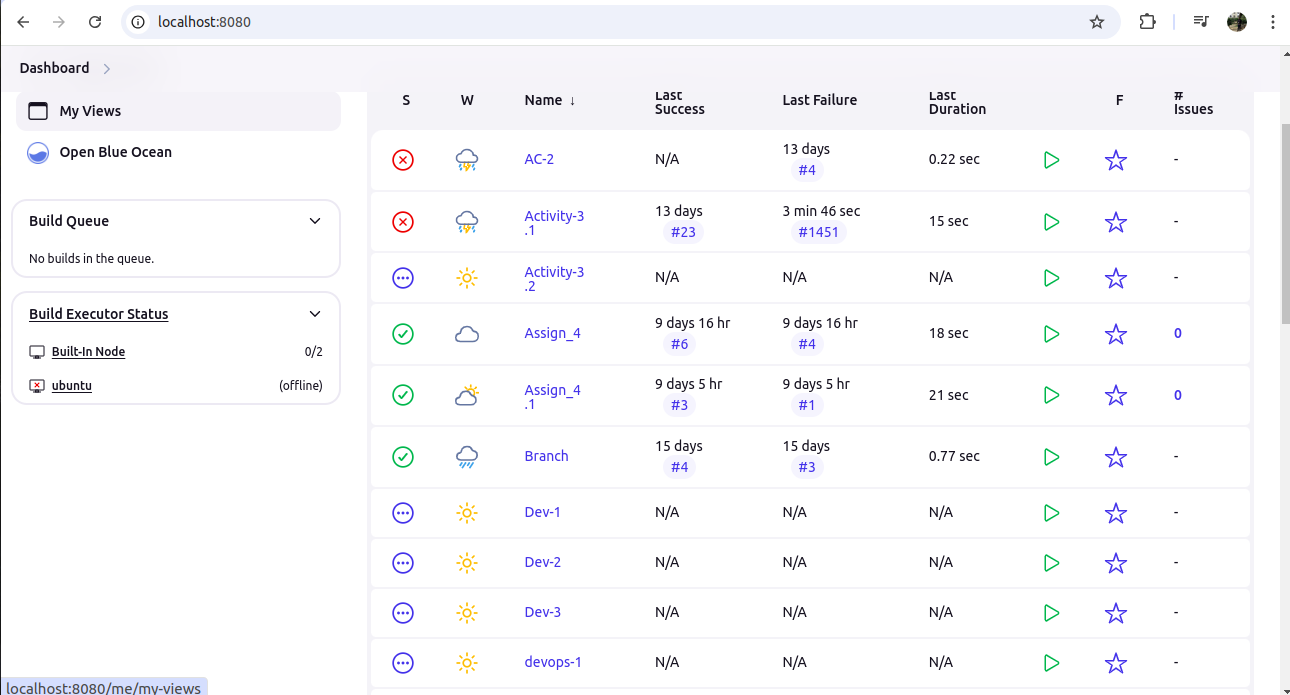 localhost:8080
Dashboard
My Views
Open Blue Ocean
Build Queue
No builds in the queue.
Build Executor Status
Built-In Node 0/2
ubuntu (offline)
S W Name ↓ Last Success Last Failure Last Duration F # Issues
AC-2 N/A 13 days #4 0.22 sec -
Activity-3.1 13 days #23 3 min 46 sec #1451 15 sec -
Activity-3.2 N/A N/A N/A -
Assign_4 9 days 16 hr #6 9 days 16 hr #4 18 sec 0
Assign_4.1 9 days 5 hr #3 9 days 5 hr #1 21 sec 0
Branch 15 days #4 15 days #3 0.77 sec -
Dev-1 N/A N/A N/A -
Dev-2 N/A N/A N/A -
Dev-3 N/A N/A N/A -
devops-1 N/A N/A N/A -
localhost:8080/me/my-views